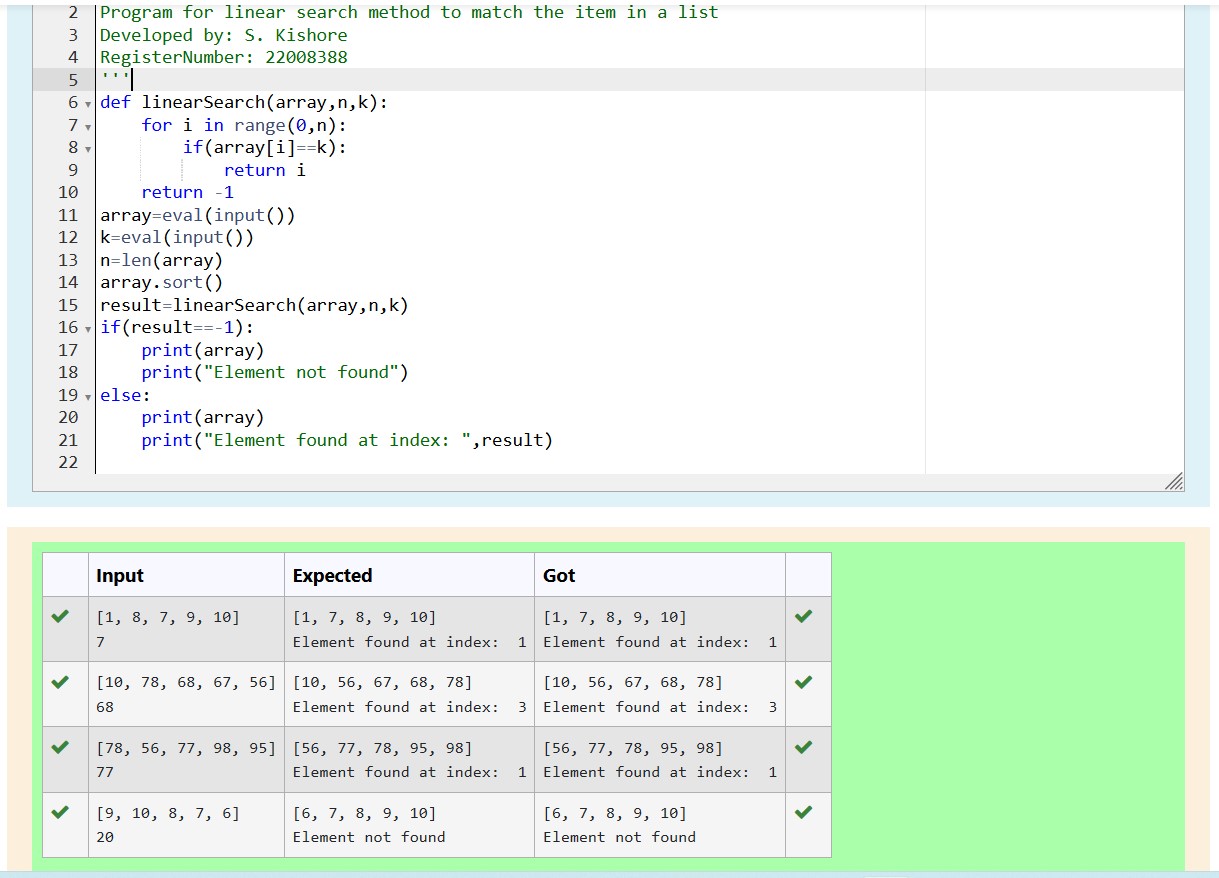 2 Program for linear search method to match the item in a list
3 Developed by: S. Kishore
4 RegisterNumber: 22008388
5 '''
6 def linearSearch(array,n,k):
7     for i in range(0,n):
8         if(array[i]==k):
9             return i
10     return -1
11 array=eval(input())
12 k=eval(input())
13 n=len(array)
14 array.sort()
15 result=linearSearch(array,n,k)
16 if(result==-1):
17     print(array)
18     print("Element not found")
19 else:
20     print(array)
21     print("Element found at index: ",result)
22
Input Expected Got
[1, 8, 7, 9, 10] [1, 7, 8, 9, 10] [1, 7, 8, 9, 10]
7 Element found at index:  1 Element found at index:  1
[10, 78, 68, 67, 56] [10, 56, 67, 68, 78] [10, 56, 67, 68, 78]
68 Element found at index:  3 Element found at index:  3
[78, 56, 77, 98, 95] [56, 77, 78, 95, 98] [56, 77, 78, 95, 98]
77 Element found at index:  1 Element found at index:  1
[9, 10, 8, 7, 6] [6, 7, 8, 9, 10] [6, 7, 8, 9, 10]
20 Element not found Element not found